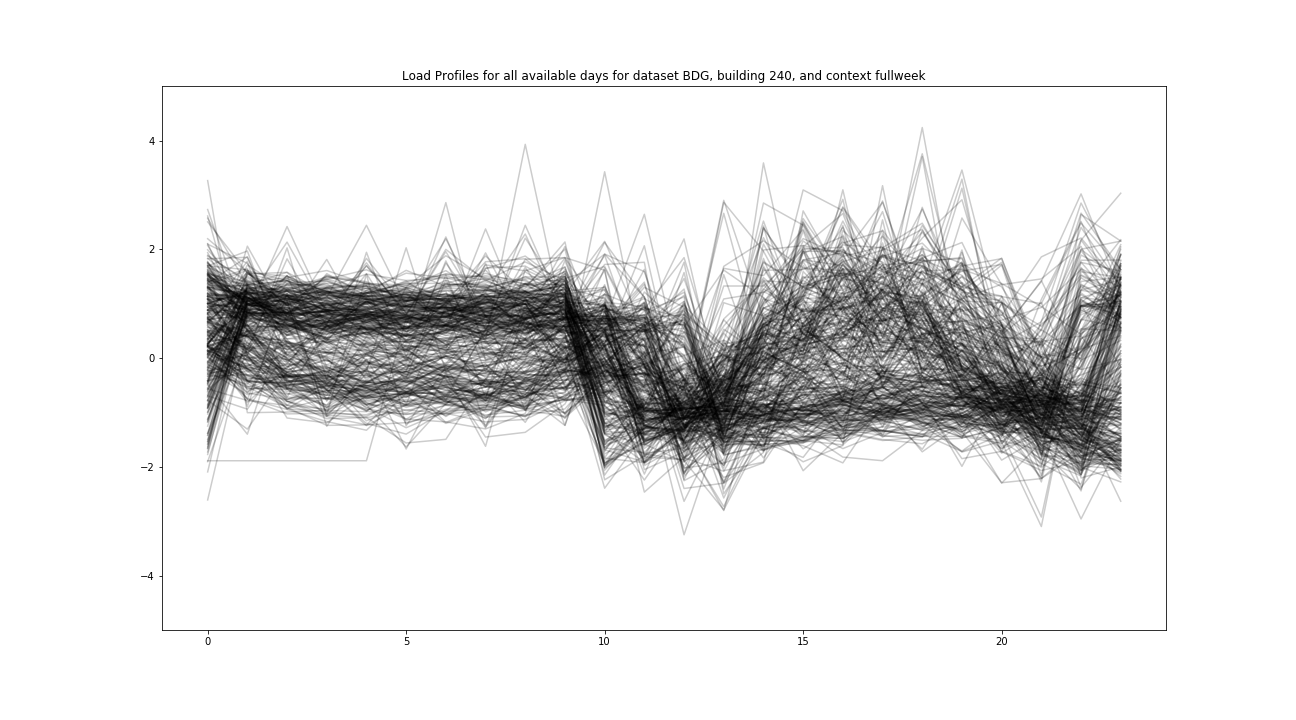 Load Profiles for all available days for dataset BDG, building 240, and context fullweek
4
2
0
−2
−4
0 5 10 15 20